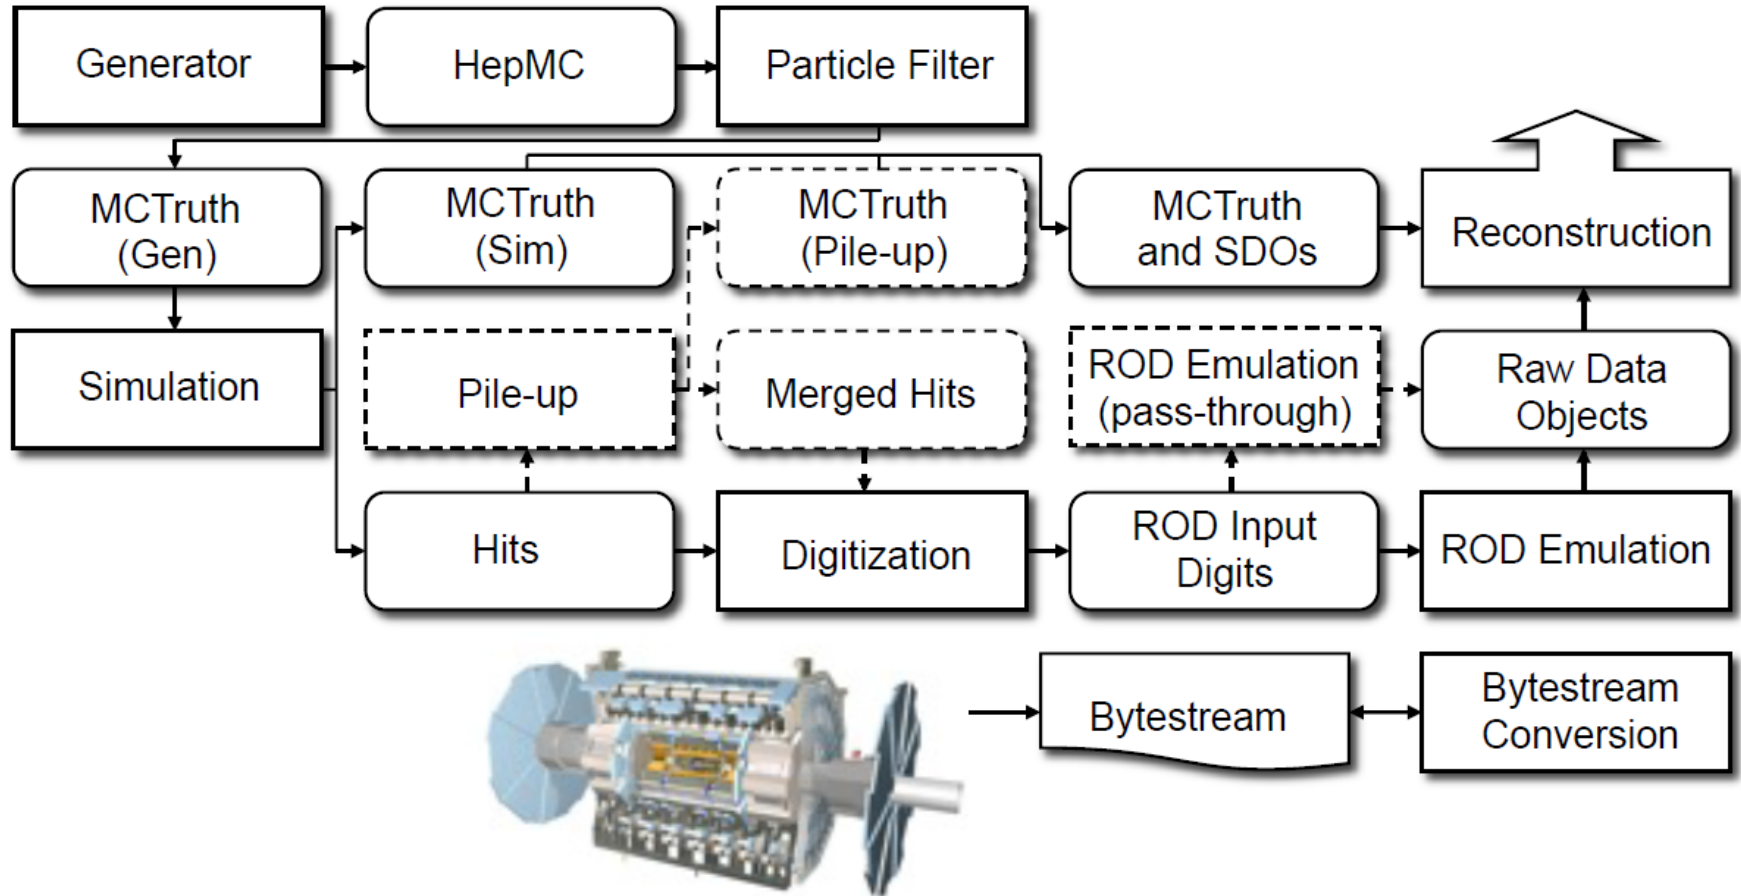 Generator
HepMC
Particle Filter
MCTruth
(Gen)
MCTruth
(Sim)
MCTruth
(Pile-up)
MCTruth
and SDOs
Reconstruction
Simulation
Pile-up
Merged Hits
ROD Emulation
(pass-through)
Raw Data
Objects
Hits
Digitization
ROD Input
Digits
ROD Emulation
Bytestream
Bytestream
Conversion